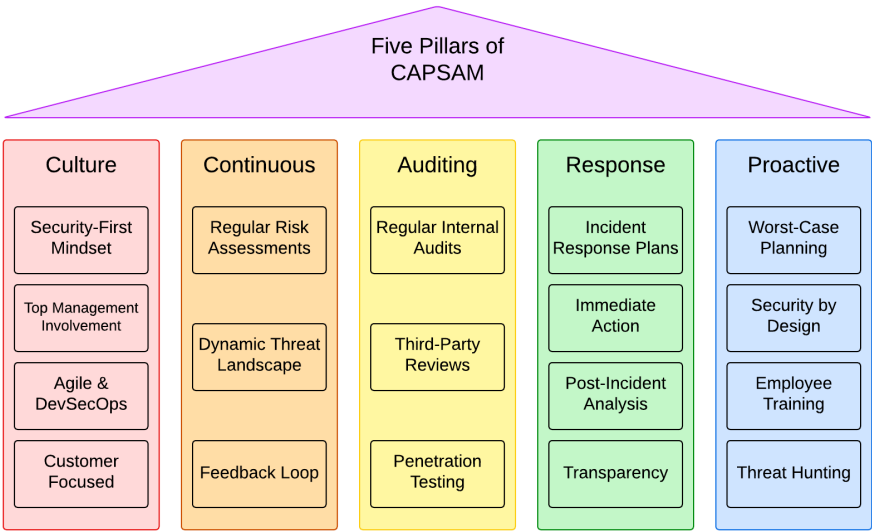 Five Pillars of
CAPSAM
Culture
Security-First
Mindset
Top Management
Involvement
Agile &
DevSecOps
Customer
Focused
Continuous
Regular Risk
Assessments
Dynamic Threat
Landscape
Feedback Loop
Auditing
Regular Internal
Audits
Third-Party
Reviews
Penetration
Testing
Response
Incident
Response Plans
Immediate
Action
Post-Incident
Analysis
Transparency
Proactive
Worst-Case
Planning
Security by
Design
Employee
Training
Threat Hunting